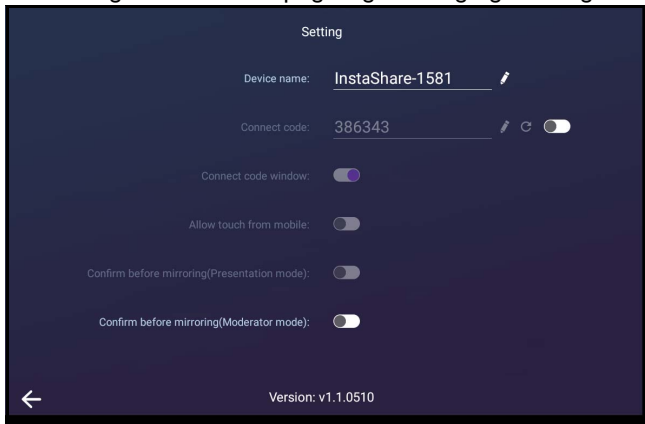 Setting
Device name: InstaShare-1581
Connect code: 386343
Connect code window:
Allow touch from mobile:
Confirm before mirroring(Presentation mode):
Confirm before mirroring(Moderator mode):
Version: v1.1.0510